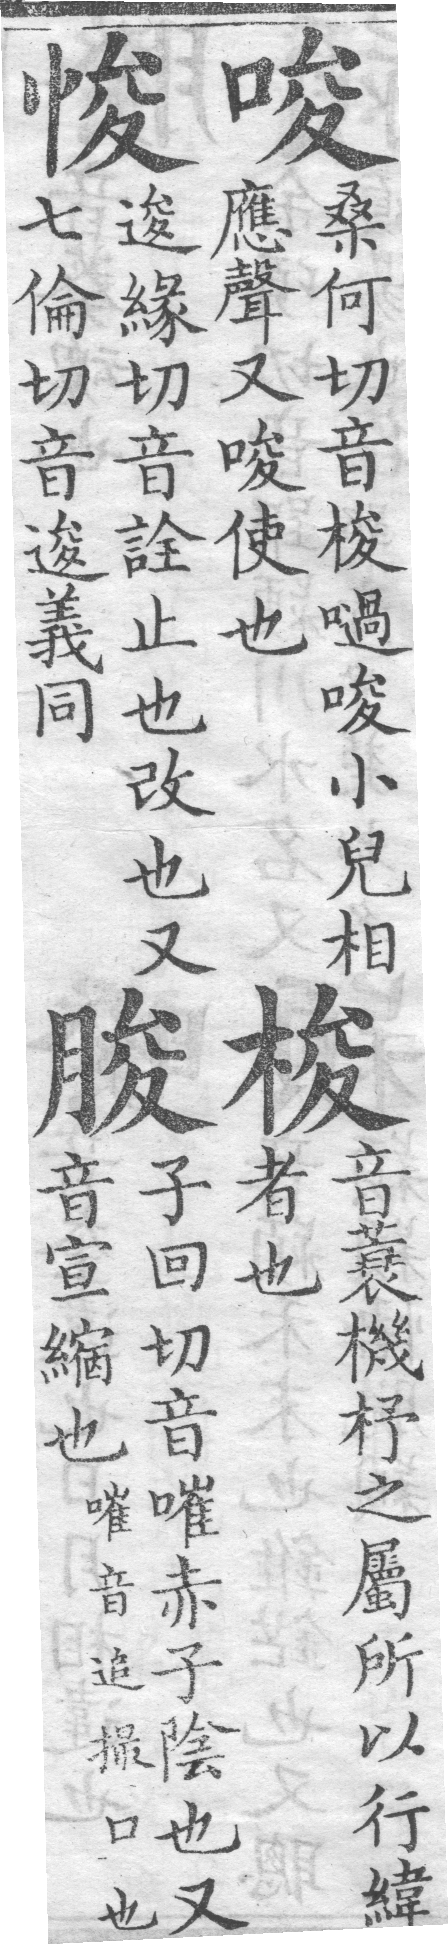 唆
桑何切音梭㗻唆小兒相
應聲又唆使也
梭
音蓑機杼之屬所以行緯
者也
悛
逡緣切音詮止也改也又
七倫切音逡義同
朘
子回切音嗺赤子陰也又
音宣縮也
嗺音追撮口也